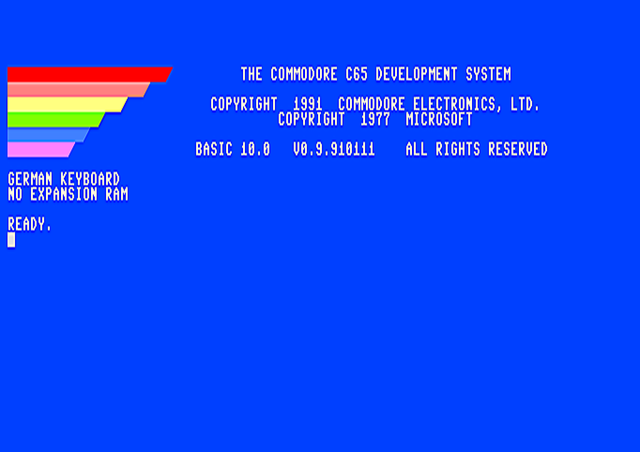 THE COMMODORE C65 DEVELOPMENT SYSTEM
COPYRIGHT  1991  COMMODORE ELECTRONICS, LTD.
COPYRIGHT  1977  MICROSOFT
BASIC 10.0   V0.9.910111    ALL RIGHTS RESERVED
GERMAN KEYBOARD
NO EXPANSION RAM
READY.